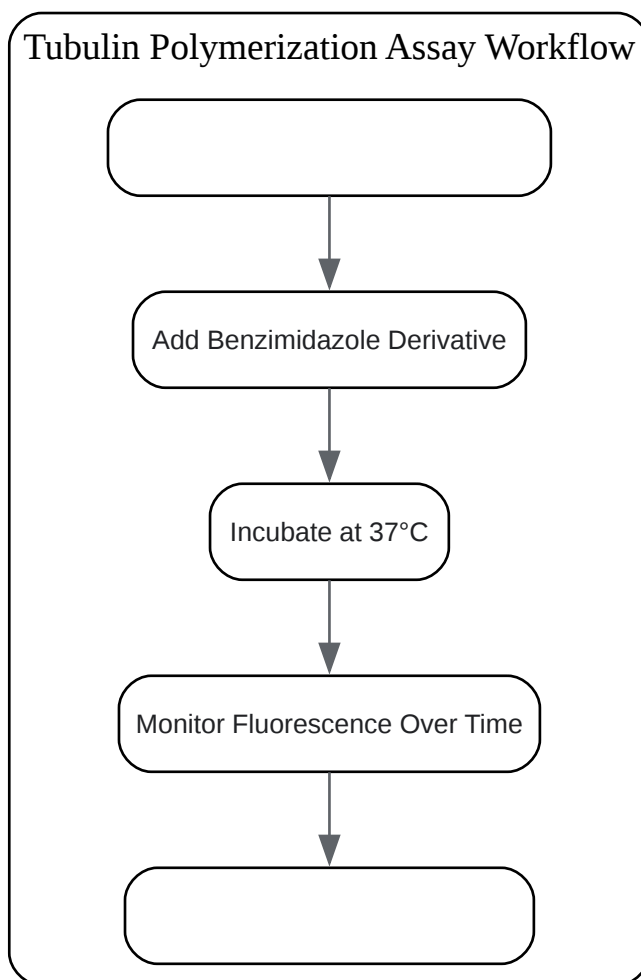 Tubulin Polymerization Assay Workflow
Add Benzimidazole Derivative
Incubate at 37°C
Monitor Fluorescence Over Time